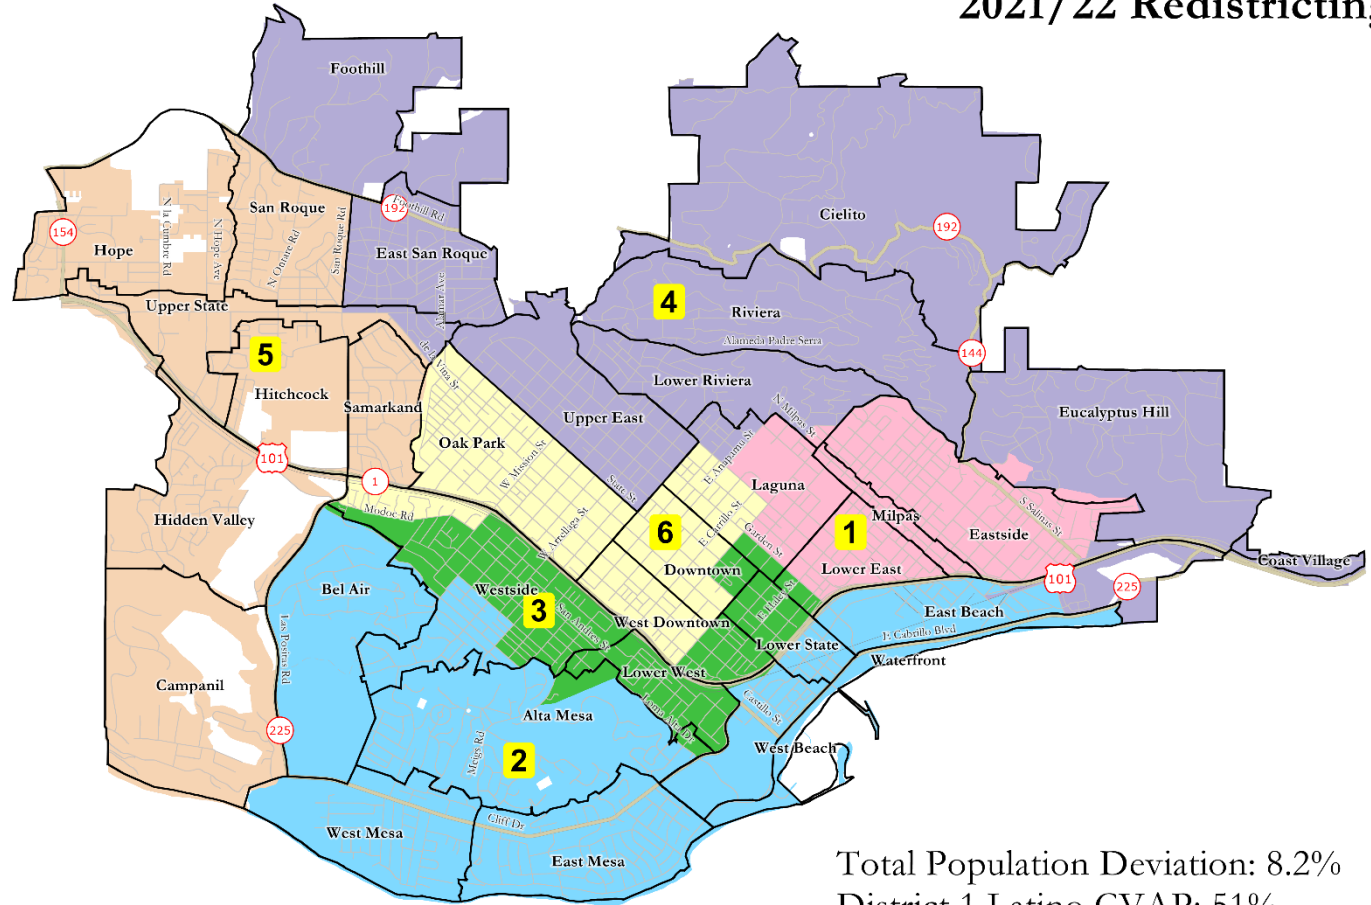 2021/22 Redistricting
Foothill
192
Foothill Rd
San Roque
N la Cumbre Rd
N Hope Ave
N Ontare Rd
San Roque Rd
154
Hope
East San Roque
Cielito
192
Upper State
Alamar Ave
4
Riviera
Alameda Padre Serra
de la Vina St
5
144
Hitchcock
Samarkand
Lower Riviera
Upper East
N Milpas St
Eucalyptus Hill
Oak Park
W Mission St
E Anapamu St
101
State St
Laguna
1
Modoc Rd
Hidden Valley
W Arrellaga St
6
E Carrillo St
Garden St
1
Milpas
S Salinas St
Eastside
Downtown
Lower East
Coast Village
101
225
Bel Air
Westside
3
San Andres St
E Haley St
West Downtown
East Beach
E Cabrillo Blvd
Las Positas Rd
Lower State
Waterfront
Lower West
Campanil
Loma Alta Dr
Castillo St
225
Alta Mesa
Meigs Rd
2
West Beach
Cliff Dr
West Mesa
East Mesa
Total Population Deviation: 8.2%
District 1 Latino CVAP: 51%